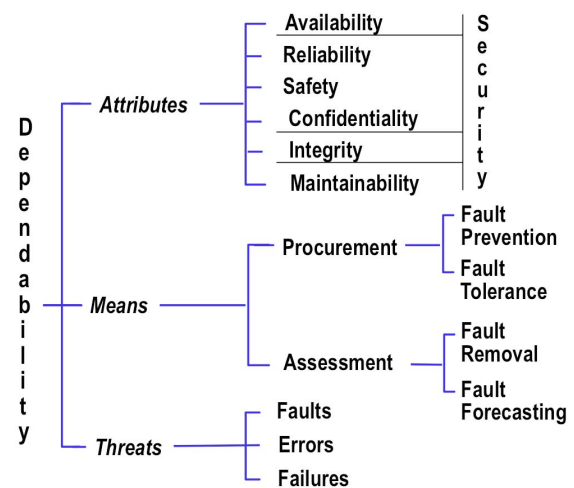 Dependability
Attributes
Availability
Reliability
Safety
Confidentiality
Integrity
Maintainability
Security
Means
Procurement
Fault
Prevention
Fault
Tolerance
Assessment
Fault
Removal
Fault
Forecasting
Threats
Faults
Errors
Failures